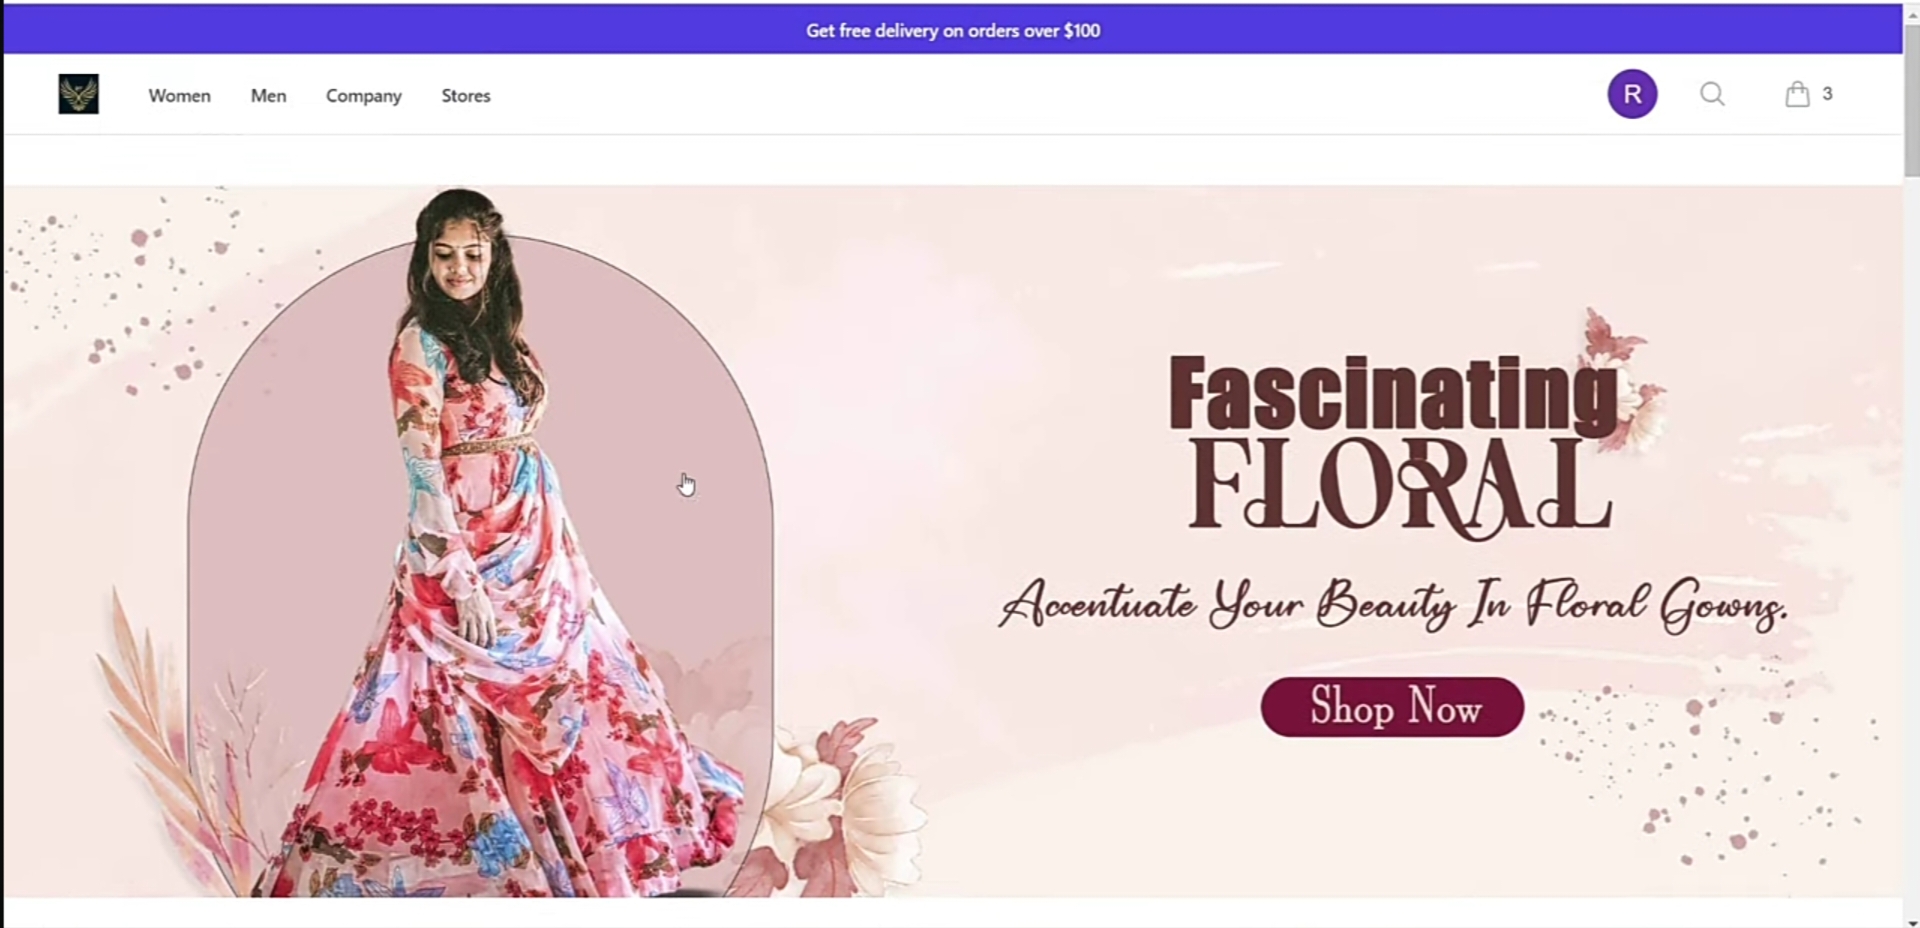 Get free delivery on orders over $100
Women Men Company Stores R 3
Fascinating
FLORAL
Accentuate Your Beauty In Floral Gowns.
Shop Now